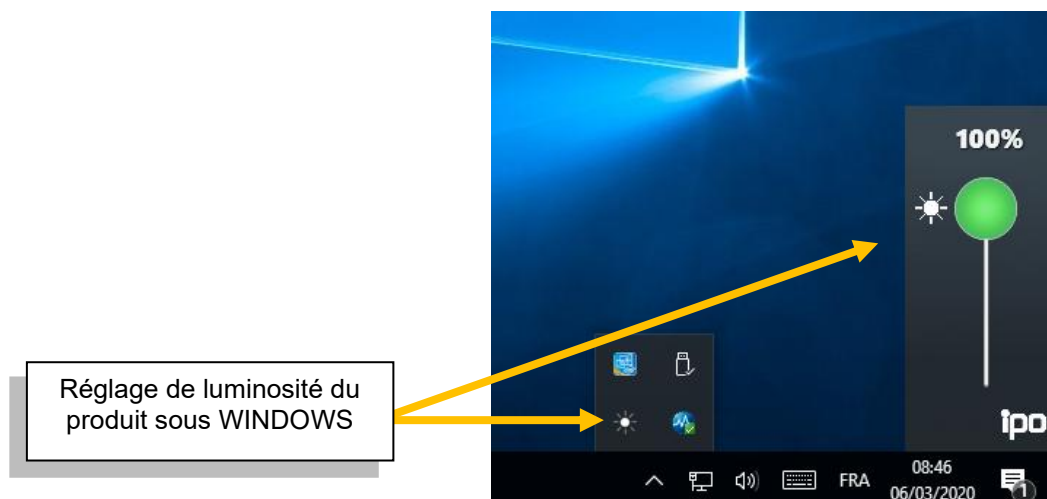 100%
Réglage de luminosité du
produit sous WINDOWS
ipo
FRA
08:46
06/03/2020
1